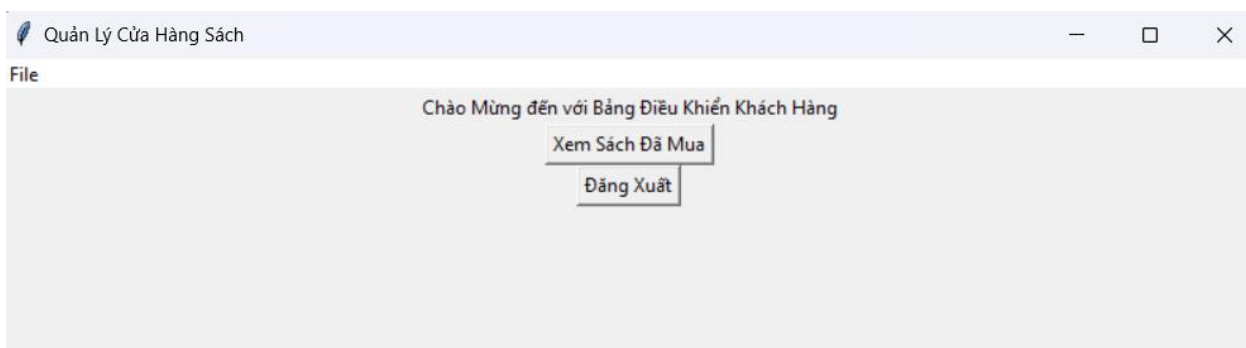 Quản Lý Cửa Hàng Sách
File
Chào Mừng đến với Bảng Điều Khiển Khách Hàng
Xem Sách Đã Mua
Đăng Xuất